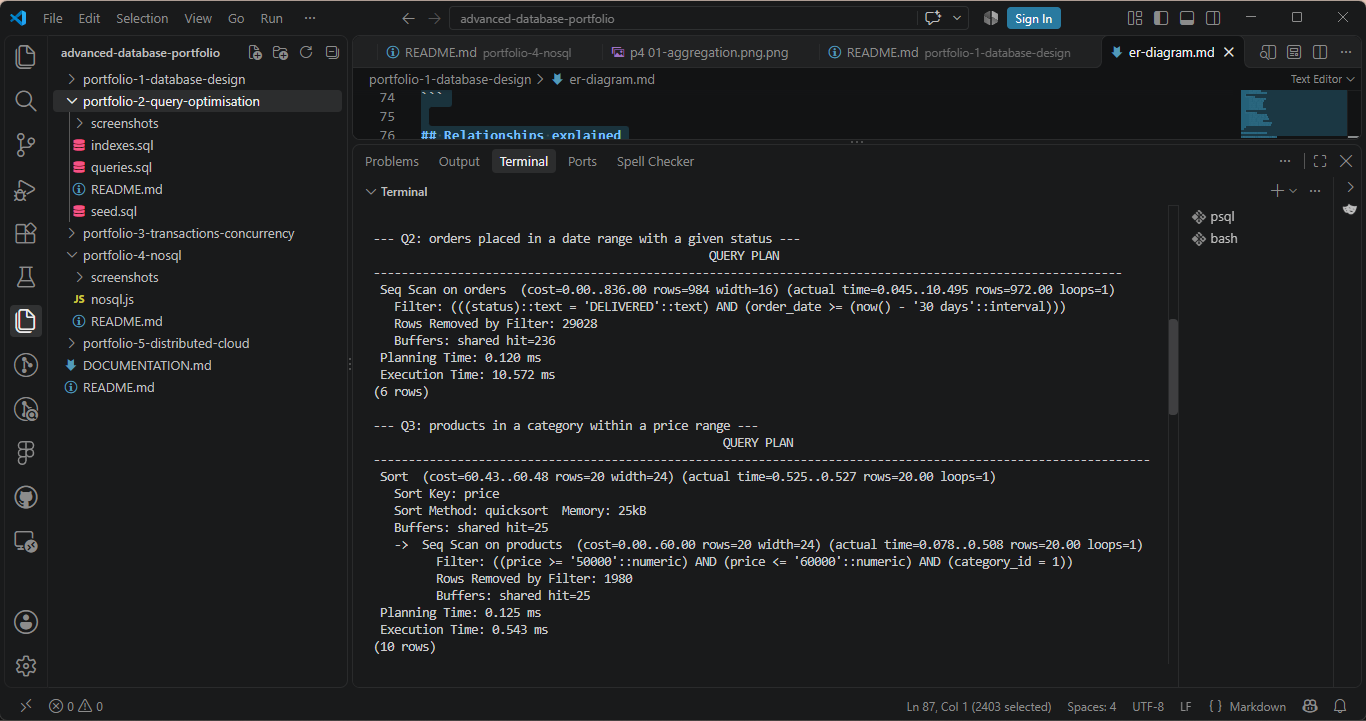 File Edit Selection View Go Run ··· advanced-database-portfolio Sign In
advanced-database-portfolio
portfolio-1-database-design
portfolio-2-query-optimisation
screenshots
indexes.sql
queries.sql
README.md
seed.sql
portfolio-3-transactions-concurrency
portfolio-4-nosql
screenshots
JS nosql.js
README.md
portfolio-5-distributed-cloud
DOCUMENTATION.md
README.md
README.md portfolio-4-nosql p4 01-aggregation.png.png README.md portfolio-1-database-design er-diagram.md
portfolio-1-database-design > er-diagram.md Text Editor
74 ```
75
76 ## Relationships explained
Problems Output Terminal Ports Spell Checker
Terminal
--- Q2: orders placed in a date range with a given status ---
QUERY PLAN
-----------------------------------------------------------------------------------------------------------
Seq Scan on orders (cost=0.00..836.00 rows=984 width=16) (actual time=0.045..10.495 rows=972.00 loops=1)
Filter: (((status)::text = 'DELIVERED'::text) AND (order_date >= (now() - '30 days'::interval)))
Rows Removed by Filter: 29028
Buffers: shared hit=236
Planning Time: 0.120 ms
Execution Time: 10.572 ms
(6 rows)
--- Q3: products in a category within a price range ---
QUERY PLAN
---------------------------------------------------------------------------------------------------------------
Sort (cost=60.43..60.48 rows=20 width=24) (actual time=0.525..0.527 rows=20.00 loops=1)
Sort Key: price
Sort Method: quicksort Memory: 25kB
Buffers: shared hit=25
-> Seq Scan on products (cost=0.00..60.00 rows=20 width=24) (actual time=0.078..0.508 rows=20.00 loops=1)
Filter: ((price >= '50000'::numeric) AND (price <= '60000'::numeric) AND (category_id = 1))
Rows Removed by Filter: 1980
Buffers: shared hit=25
Planning Time: 0.125 ms
Execution Time: 0.543 ms
(10 rows)
psql
bash
0 0 Ln 87, Col 1 (2403 selected) Spaces: 4 UTF-8 LF { } Markdown